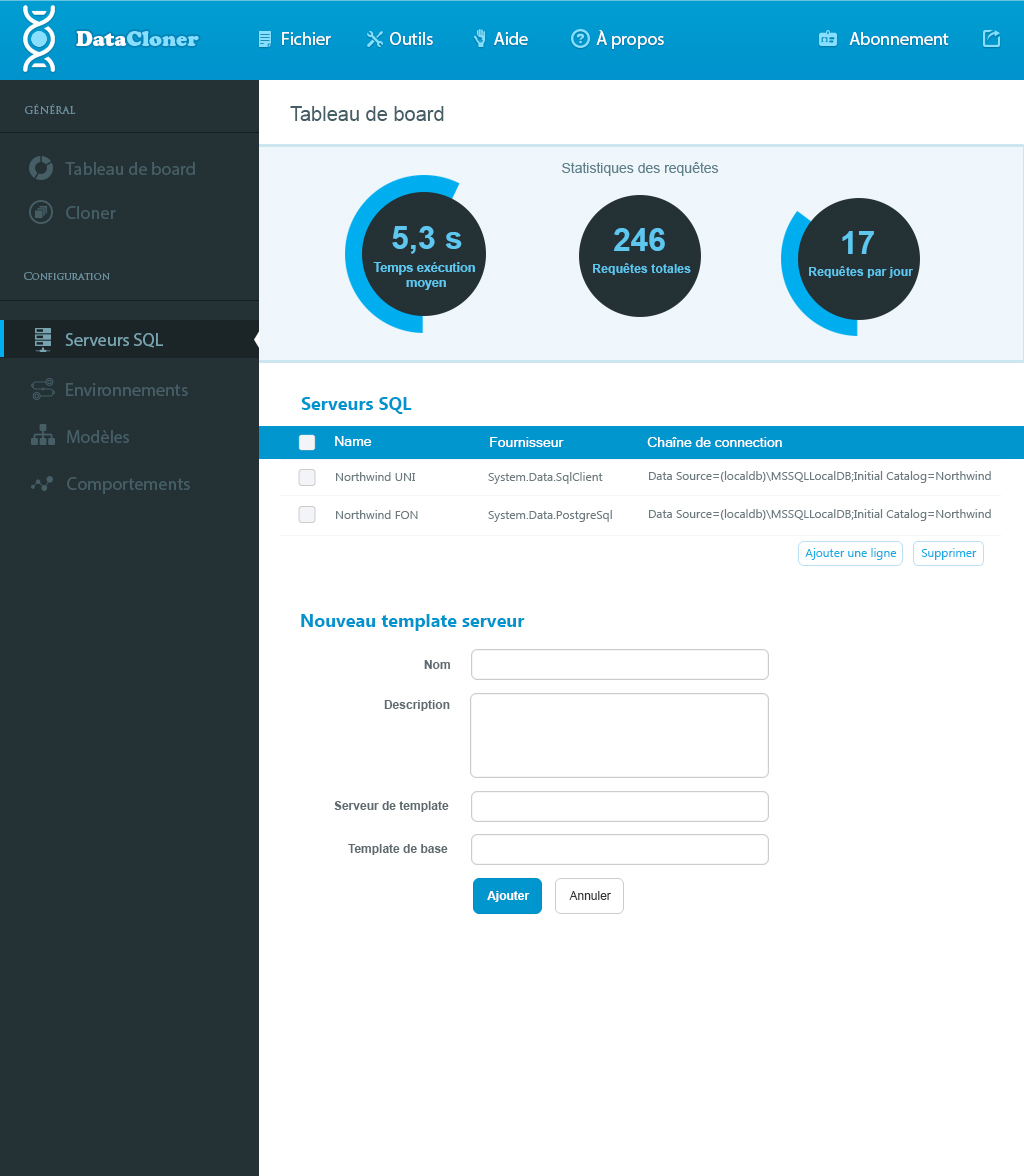 DataCloner Fichier Outils Aide À propos Abonnement
GÉNÉRAL
Tableau de board
Cloner
Configuration
Serveurs SQL
Environnements
Modèles
Comportements
Tableau de board
Statistiques des requêtes
5,3 s
Temps exécution
moyen
246
Requêtes totales
17
Requêtes par jour
Serveurs SQL
Name Fournisseur Chaîne de connection
Northwind UNI System.Data.SqlClient Data Source=(localdb)\MSSQLLocalDB;Initial Catalog=Northwind
Northwind FON System.Data.PostgreSql Data Source=(localdb)\MSSQLLocalDB;Initial Catalog=Northwind
Ajouter une ligne Supprimer
Nouveau template serveur
Nom
Description
Serveur de template
Template de base
Ajouter Annuler